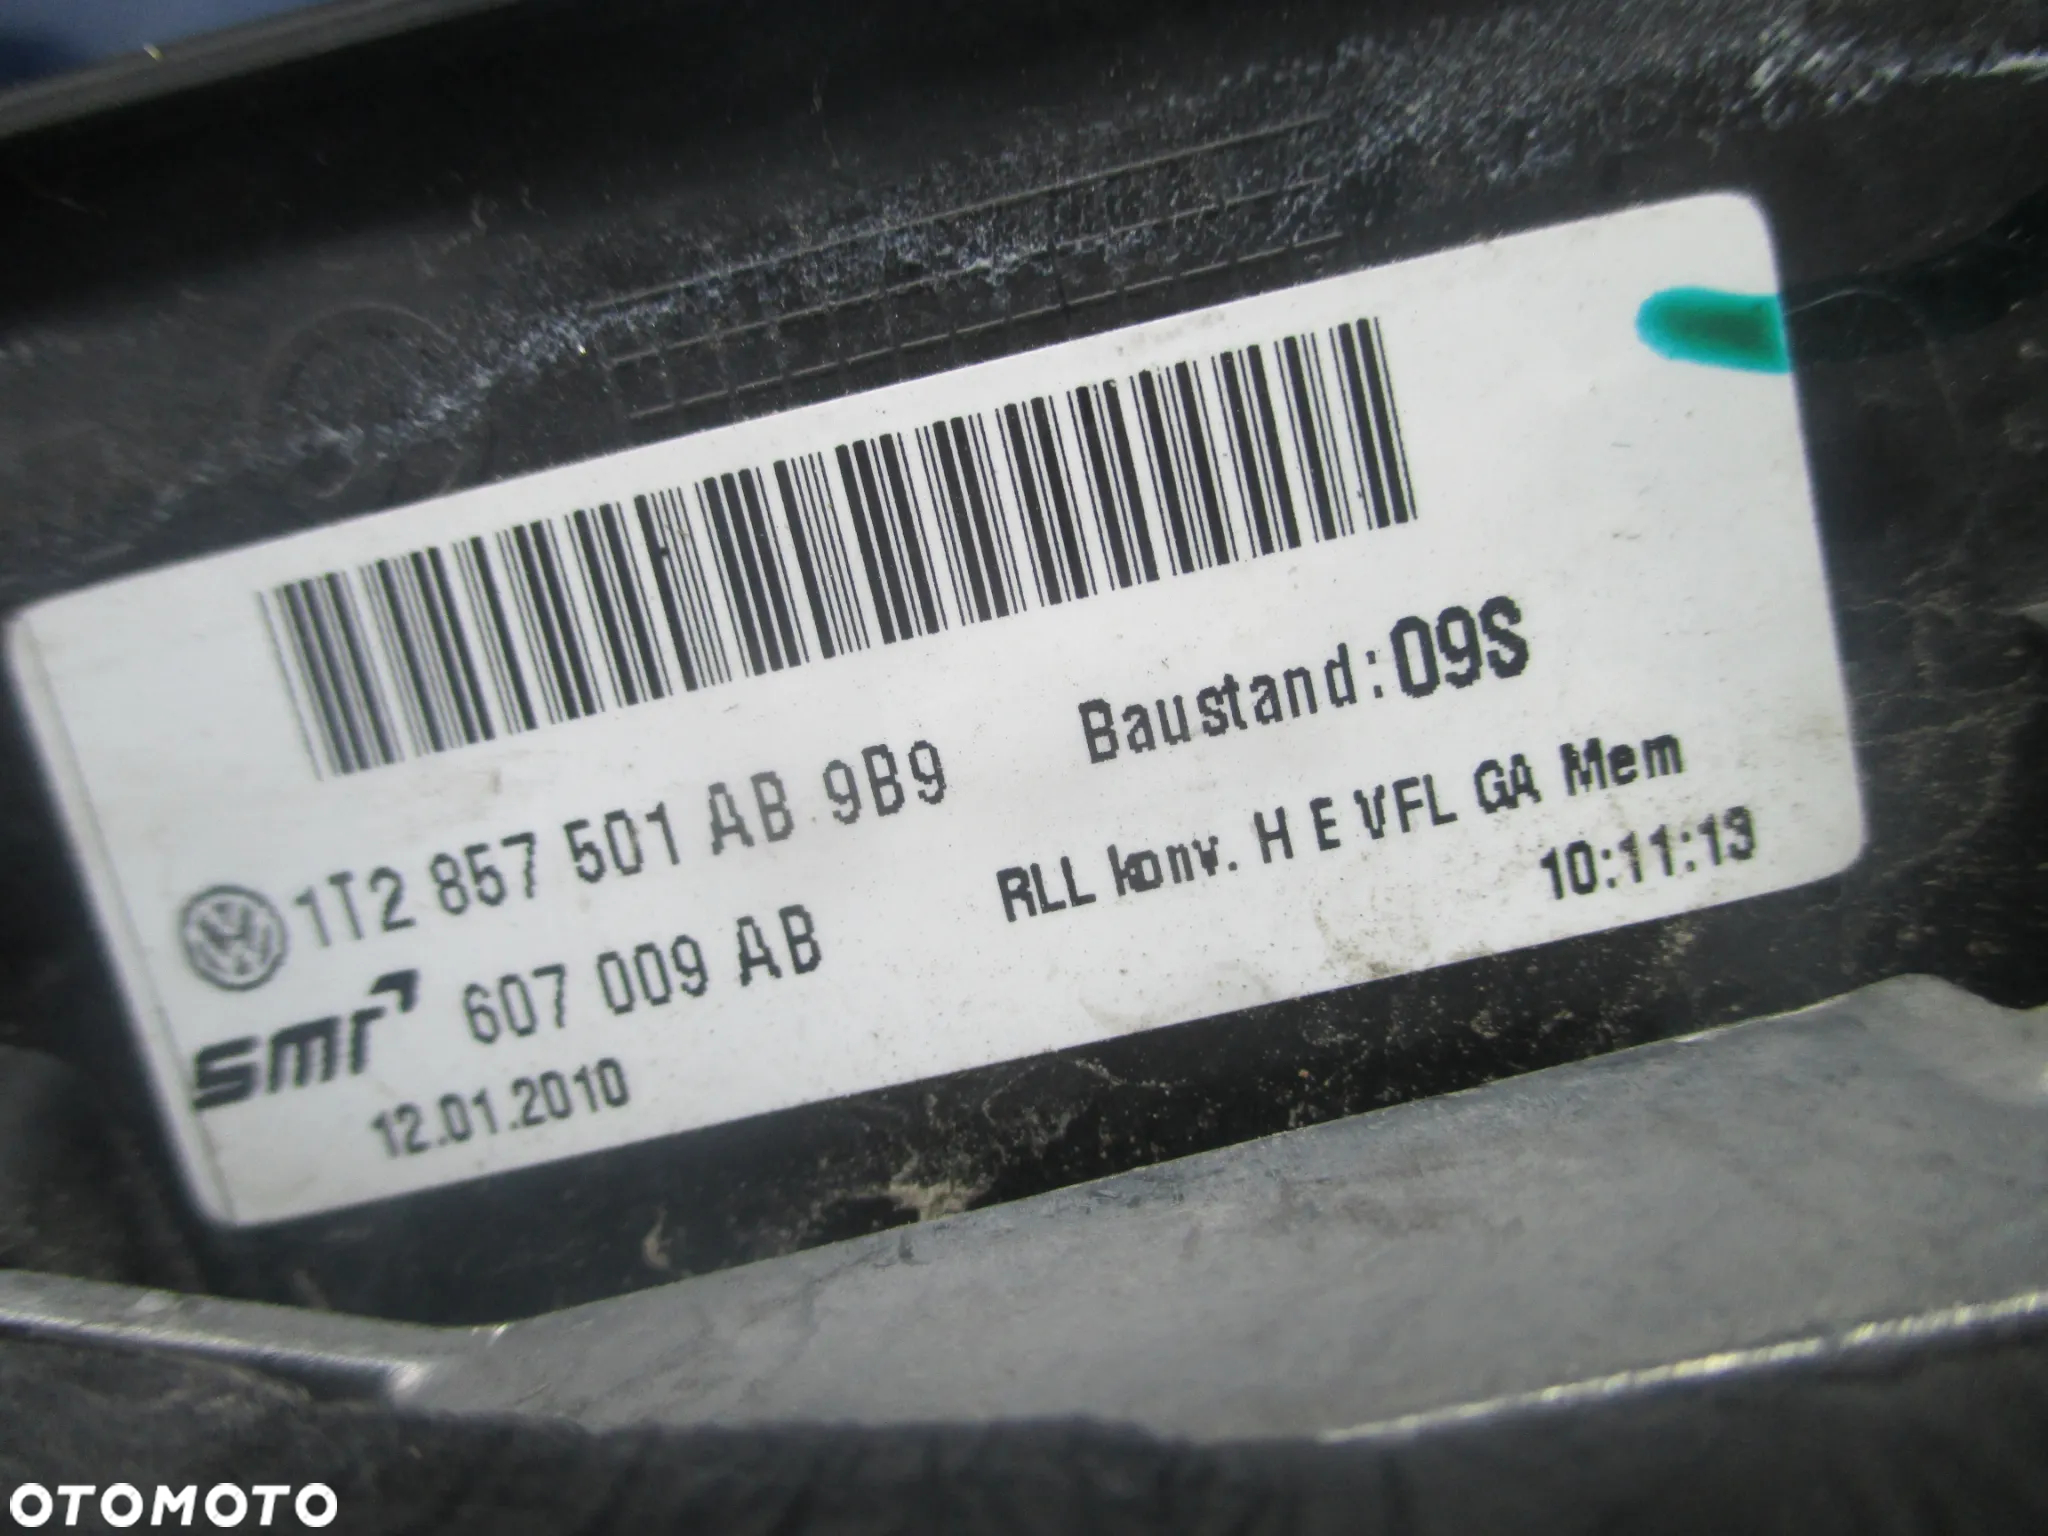 1T2 857 501 AB 9B9
Baustand:09S
smr 607 009 AB
RLL konv. H E VFL GA Mem
12.01.2010
10:11:13
OTOMOTO